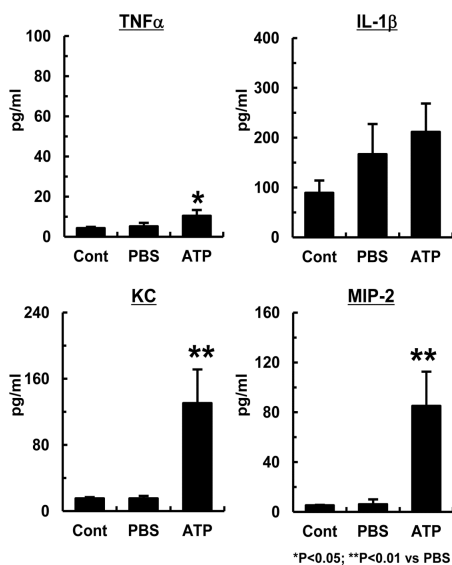 TNFα
pg/ml
100
80
60
40
20
0
*
Cont PBS ATP
IL-1β
pg/ml
400
300
200
100
0
Cont PBS ATP
KC
pg/ml
240
160
80
0
**
Cont PBS ATP
MIP-2
pg/ml
160
120
80
40
0
**
Cont PBS ATP
*P<0.05; **P<0.01 vs PBS